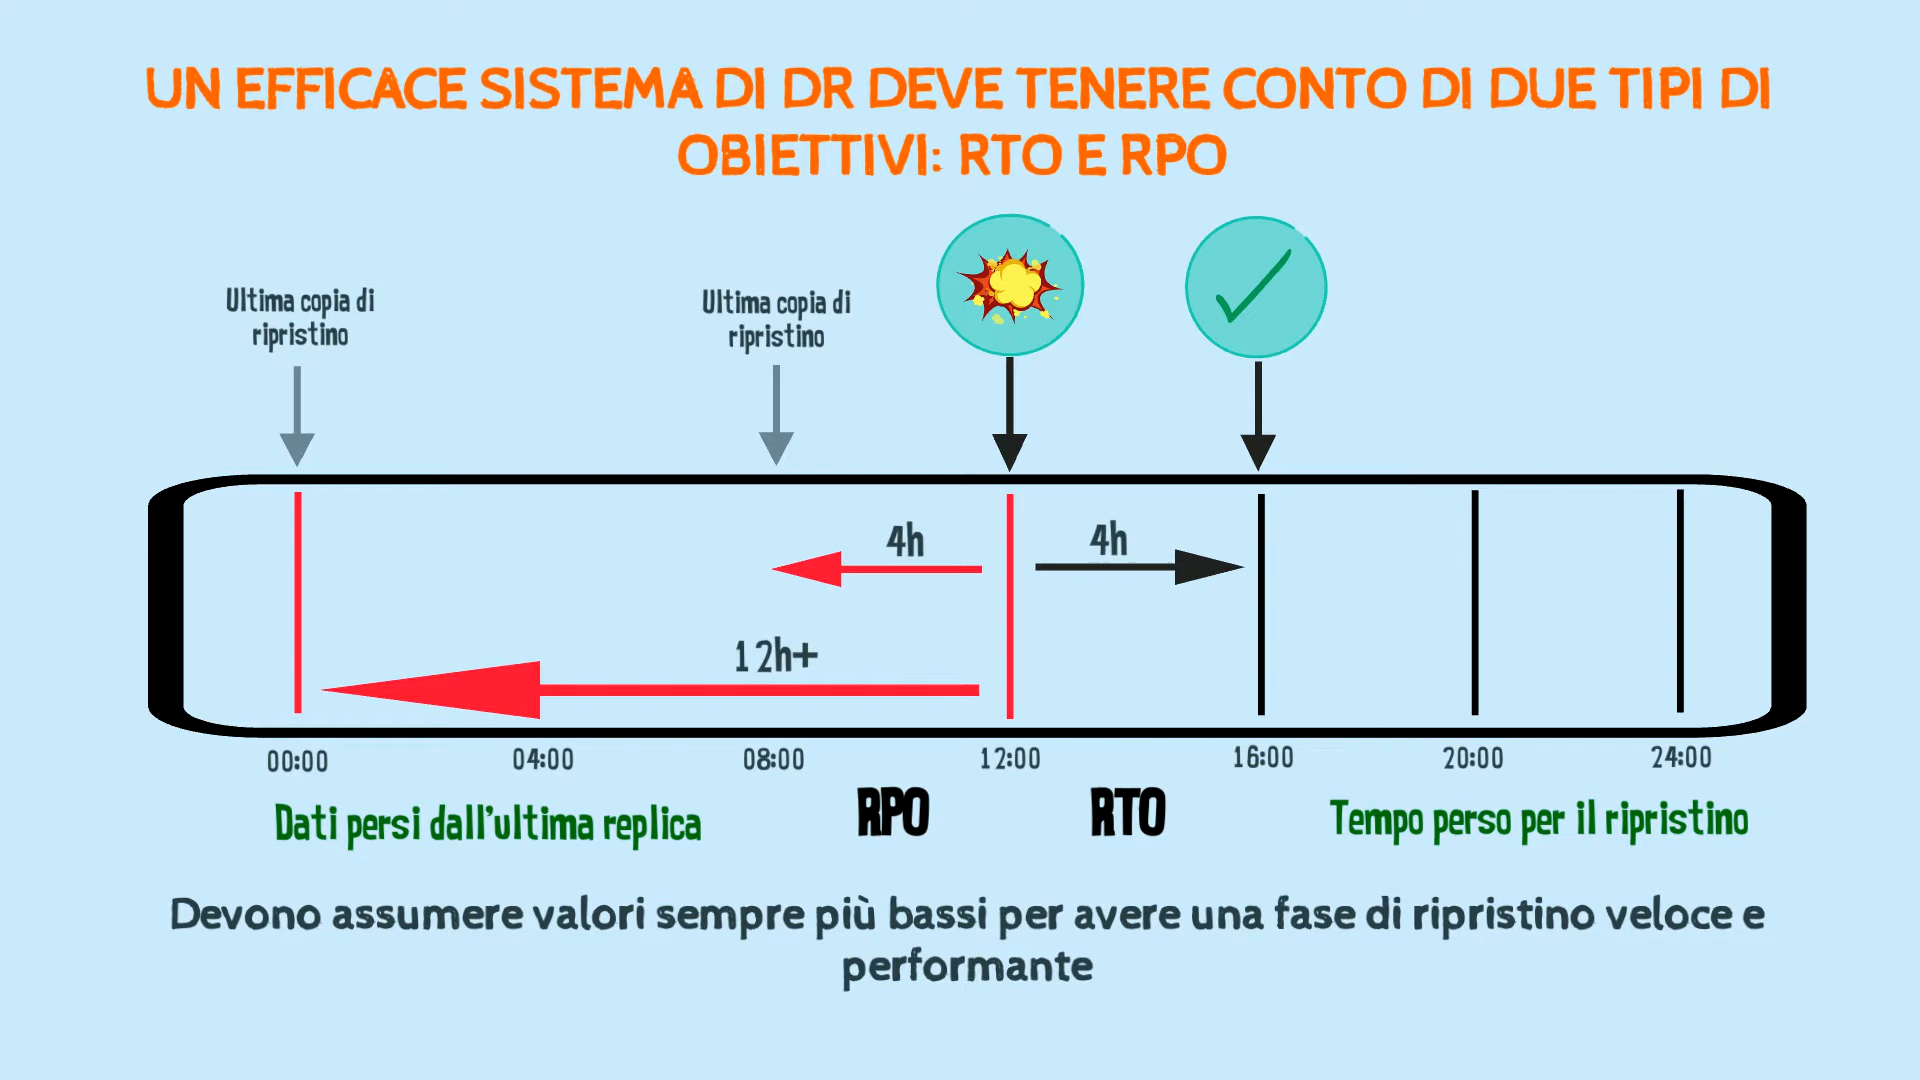 UN EFFICACE SISTEMA DI DR DEVE TENERE CONTO DI DUE TIPI DI
OBIETTIVI: RTO E RPO
Ultima copia di
ripristino
Ultima copia di
ripristino
4h
4h
12h+
00:00
04:00
08:00
12:00
16:00
20:00
24:00
Dati persi dall'ultima replica
RPO
RTO
Tempo perso per il ripristino
Devono assumere valori sempre più bassi per avere una fase di ripristino veloce e
performante